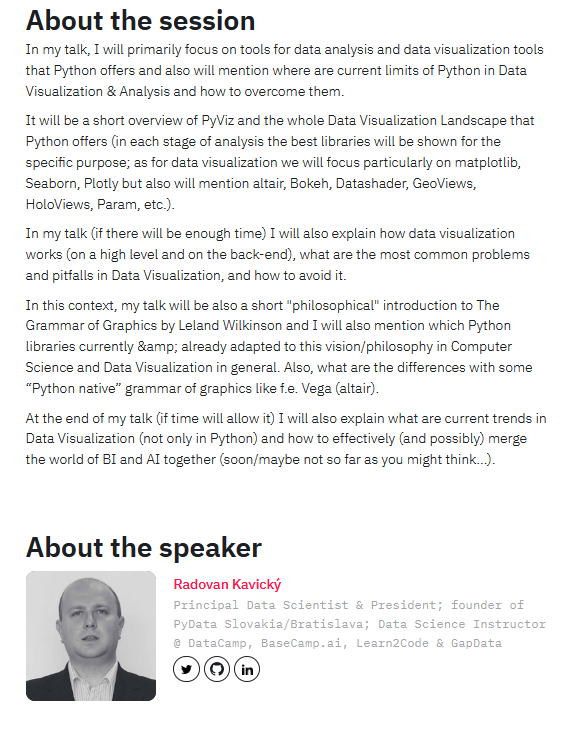 About the session
In my talk, I will primarily focus on tools for data analysis and data visualization tools
that Python offers and also will mention where are current limits of Python in Data
Visualization & Analysis and how to overcome them.
It will be a short overview of PyViz and the whole Data Visualization Landscape that
Python offers (in each stage of analysis the best libraries will be shown for the
specific purpose; as for data visualization we will focus particularly on matplotlib,
Seaborn, Plotly but also will mention altair, Bokeh, Datashader, GeoViews,
HoloViews, Param, etc.).
In my talk (if there will be enough time) I will also explain how data visualization
works (on a high level and on the back-end), what are the most common problems
and pitfalls in Data Visualization, and how to avoid it.
In this context, my talk will be also a short "philosophical" introduction to The
Grammar of Graphics by Leland Wilkinson and I will also mention which Python
libraries currently &amp; already adapted to this vision/philosophy in Computer
Science and Data Visualization in general. Also, what are the differences with some
“Python native” grammar of graphics like f.e. Vega (altair).
At the end of my talk (if time will allow it) I will also explain what are current trends in
Data Visualization (not only in Python) and how to effectively (and possibly) merge
the world of BI and AI together (soon/maybe not so far as you might think...).
About the speaker
Radovan Kavický
Principal Data Scientist & President; founder of
PyData Slovakia/Bratislava; Data Science Instructor
@ DataCamp, BaseCamp.ai, Learn2Code & GapData